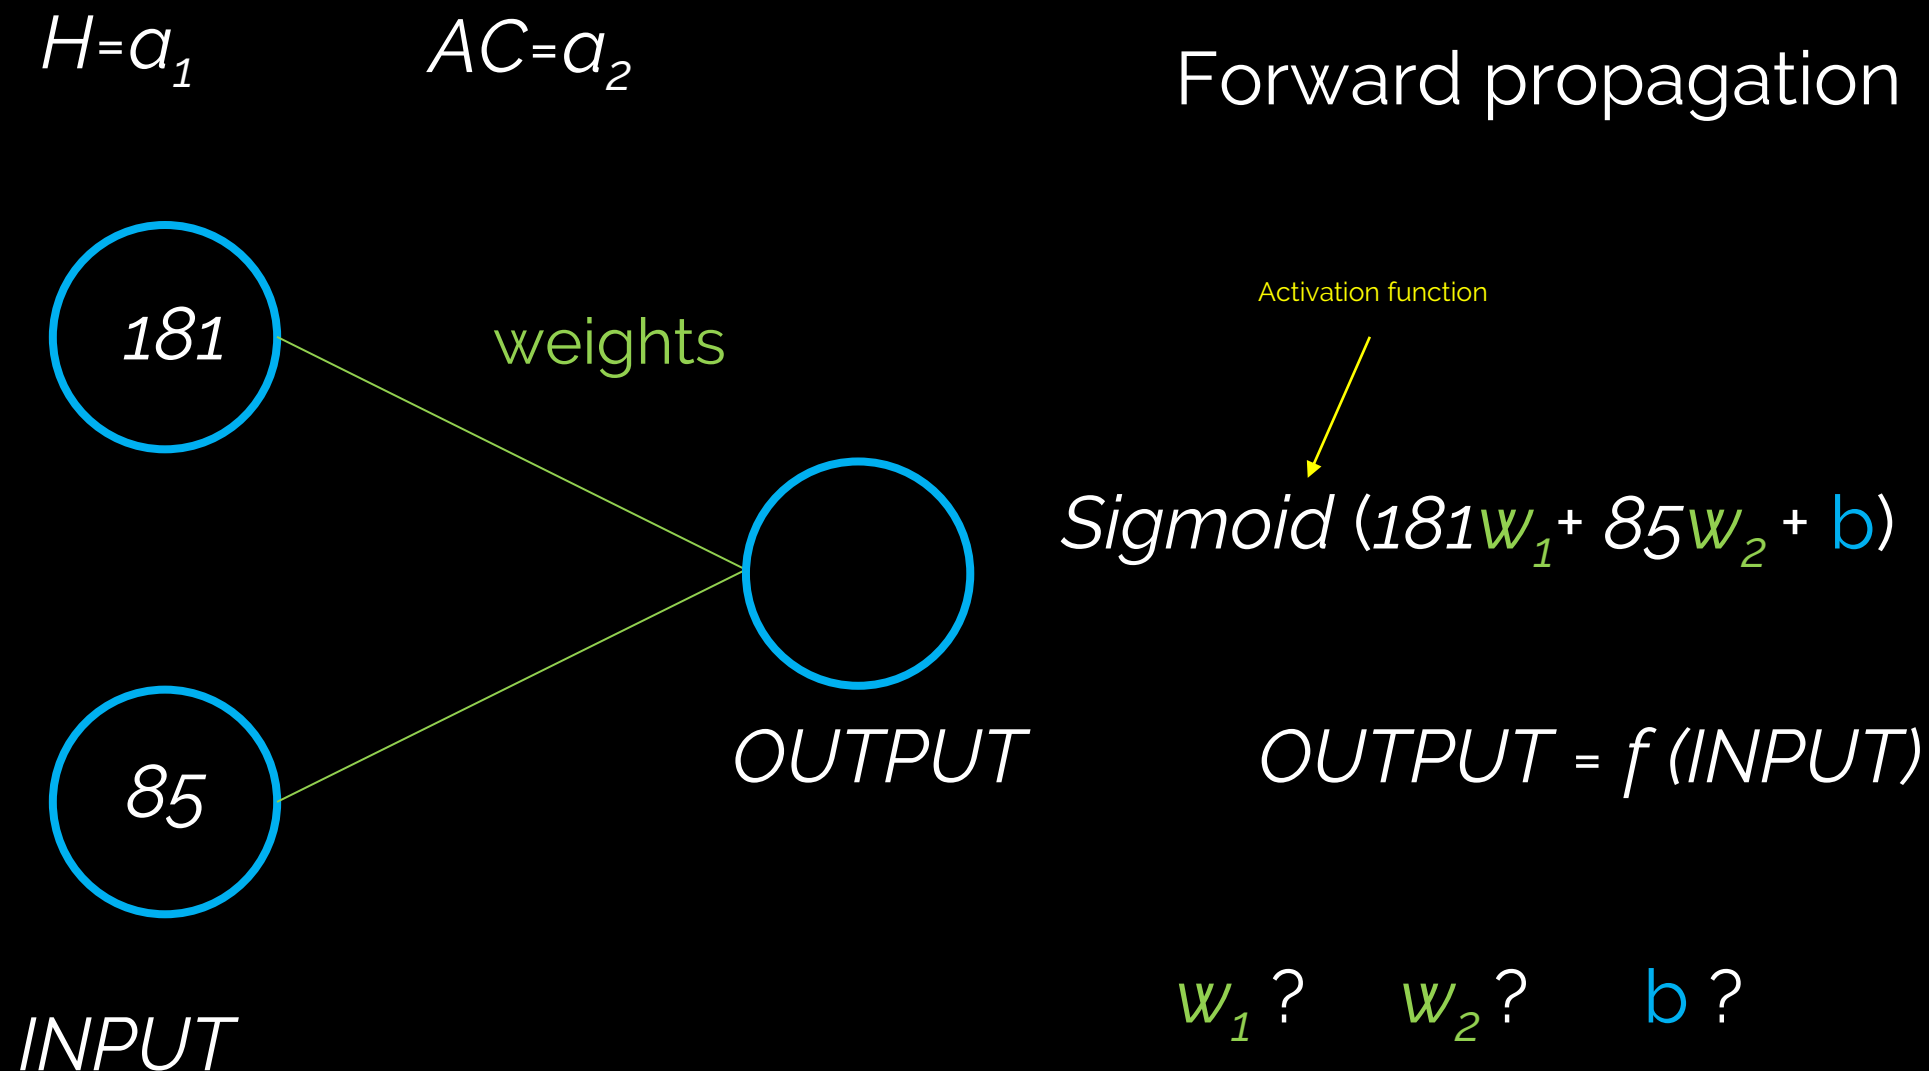 H=a₁
AC=a₂
Forward propagation
181
weights
Activation function
Sigmoid (181w₁+ 85w₂ + b)
85
OUTPUT
OUTPUT = f (INPUT)
w₁ ?
w₂ ?
b ?
INPUT